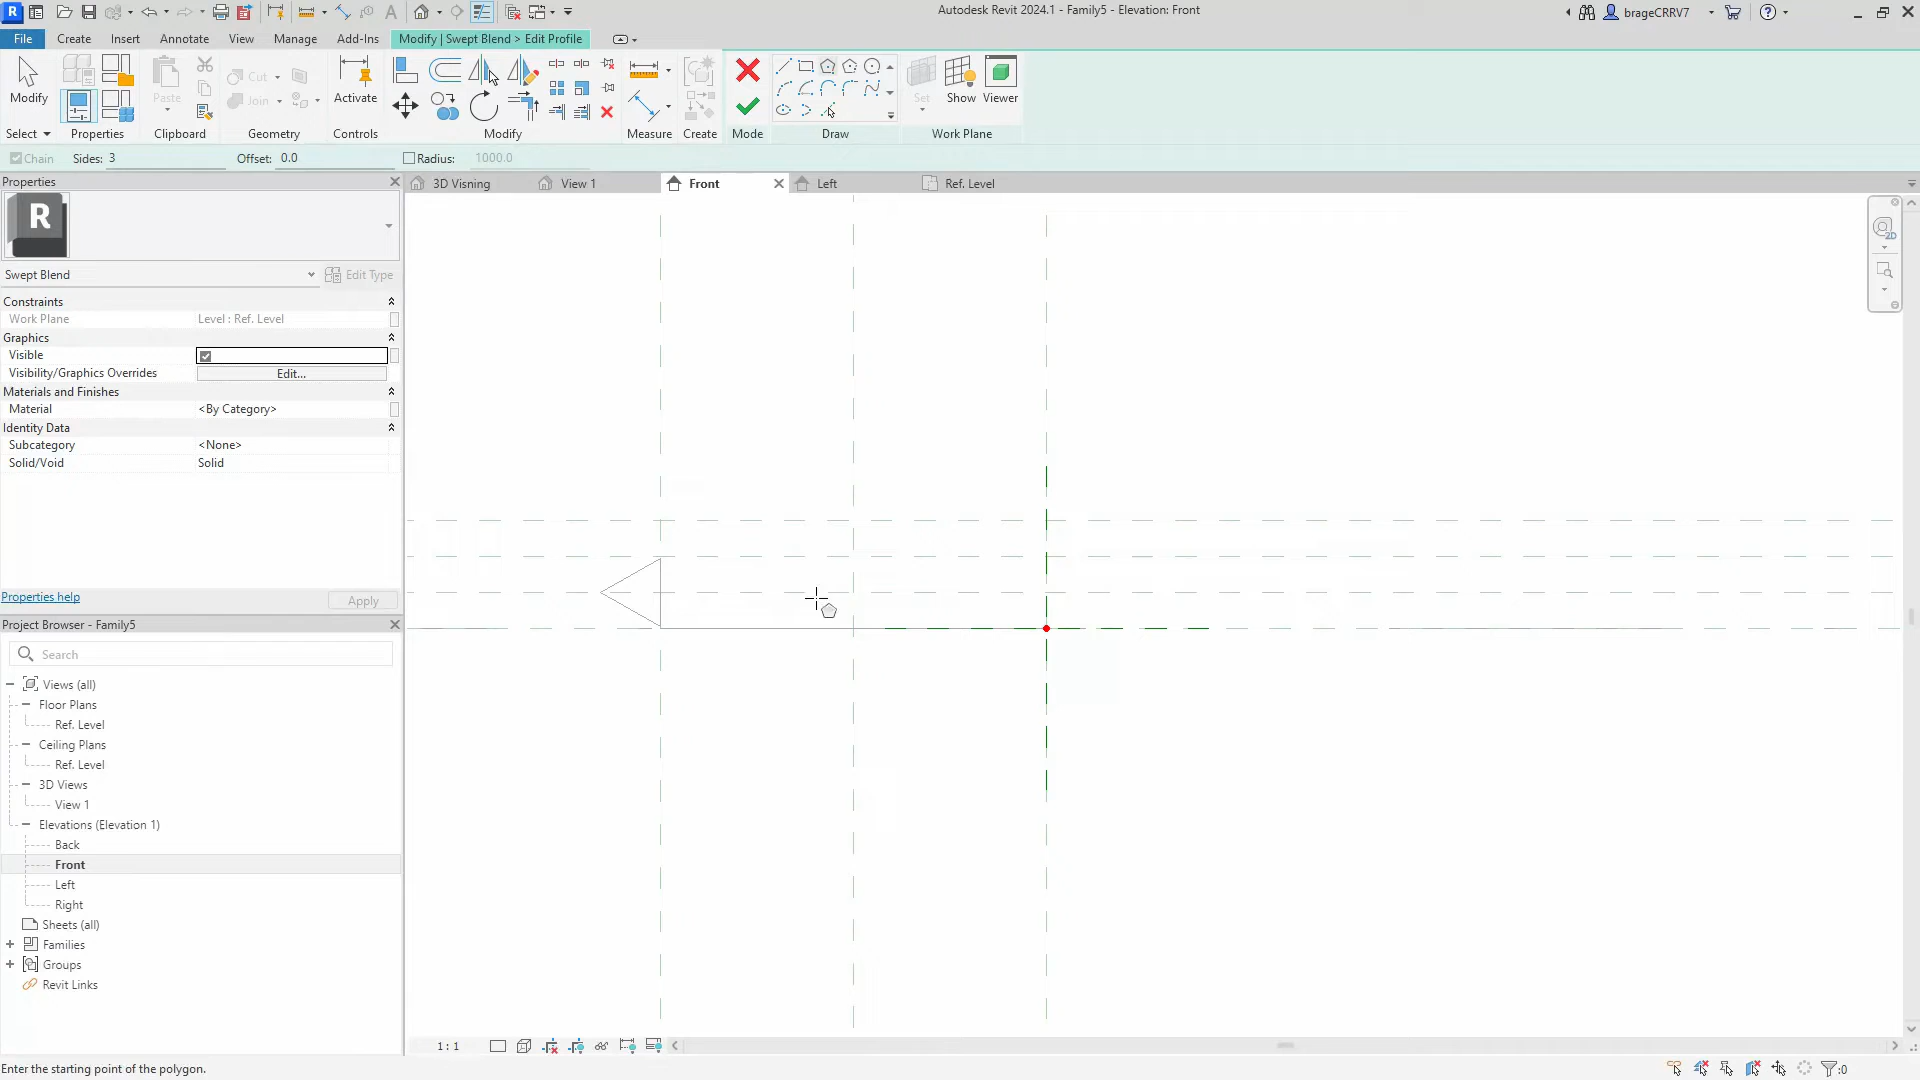 Autodesk Revit 2024.1 - Family5 - Elevation: Front
brageCRRV7
File
Create
Insert
Annotate
View
Manage
Add-Ins
Modify | Swept Blend > Edit Profile
Modify
Paste
Cut
Join
Activate
Set
Show
Viewer
Select
Properties
Clipboard
Geometry
Controls
Modify
Measure
Create
Mode
Draw
Work Plane
Chain
Sides: 3
Offset: 0.0
Radius: 1000.0
Properties
3D Visning
View 1
Front
Left
Ref. Level
R
2D
Swept Blend
Edit Type
Constraints
Work Plane Level : Ref. Level
Graphics
Visible
Visibility/Graphics Overrides Edit...
Materials and Finishes
Material <By Category>
Identity Data
Subcategory <None>
Solid/Void Solid
Properties help
Apply
Project Browser - Family5
Search
Views (all)
Floor Plans
Ref. Level
Ceiling Plans
Ref. Level
3D Views
View 1
Elevations (Elevation 1)
Back
Front
Left
Right
Sheets (all)
Families
Groups
Revit Links
1 : 1
Enter the starting point of the polygon.
:0